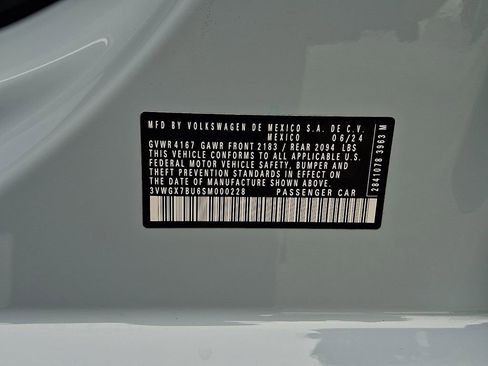 MFD BY VOLKSWAGEN DE MEXICO S.A. DE C.V.
MEXICO 06/24
GVWR 4167 GAWR FRONT 2183 / REAR 2094 LBS
THIS VEHICLE CONFORMS TO ALL APPLICABLE U.S.
FEDERAL MOTOR VEHICLE SAFETY, BUMPER AND
THEFT PREVENTION STANDARDS IN EFFECT ON
THE DATE OF MANUFACTURE SHOWN ABOVE.
3VWGX7BU6SM000228 PASSENGER CAR
2841078 3963 M